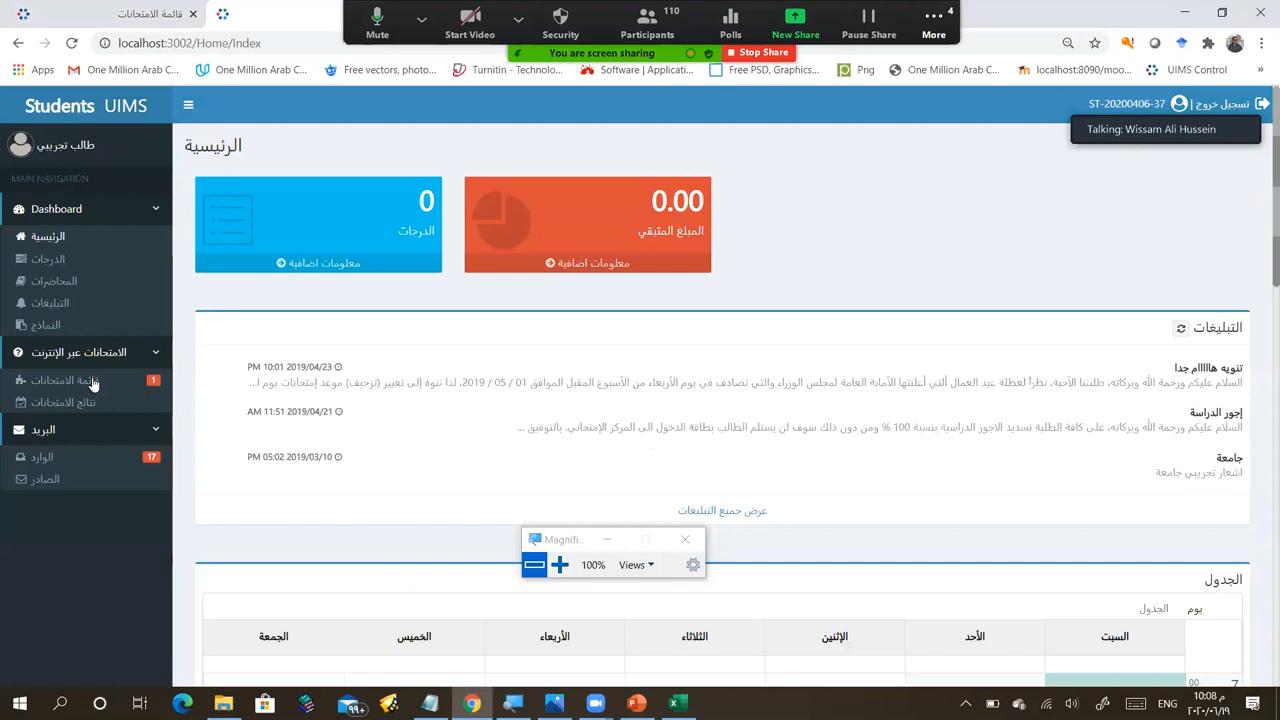 قائمة الامتحانات
110
4
Mute
Start Video
Security
Participants
Polls
New Share
Pause Share
More
You are screen sharing
Stop Share
localhost:3002/Home/Index
Apps
One Million Arab C...
One Million Arab C...
Free vectors, photo...
Turnitin - Technolo...
Software | Applicati...
Free PSD, Graphics...
Png
One Million Arab C...
localhost:8090/moo...
UIMS Control
»
Students UIMS
ST-20200406-37
تسجيل خروج |
Talking: Wissam Ali Hussein
طالب تجريبي
MAIN NAVIGATION
Dashboard
الرئيسية
الدرجات
المحاضرات
التبليغات
النماذج
الامتحانات عبر الإنترنت
قائمة الامتحانات
1
نتائج الامتحانات
البريد
الوارد
17
الصادر
الرئيسية
0
الدرجات
معلومات اضافية
0.00
المبلغ المتبقي
معلومات اضافية
التبليغات
تنويه هاااام جدا
2019/04/23 10:01 PM
السلام عليكم ورحمة الله وبركاته، طلبتنا الأحبة، نظراً لعطلة عيد العمال ألتي أعلنتها الأمانة العامة لمجلس الوزراء والتي تصادف في يوم الأربعاء من الأسبوع المقبل الموافق 01 / 05 / 2019، لذا ننوه إلى تغيير (تزحيف) موعد إمتحانات يوم ا...
إجور الدراسة
2019/04/21 11:51 AM
السلام عليكم ورحمة الله وبركاته، على كافة الطلبة تسديد الاجور الدراسية بنسبة 100 % ومن دون ذلك سوف لن يستلم الطالب بطاقة الدخول الى المركز الإمتحاني. بالتوفيق ...
جامعة
2019/03/10 05:02 PM
اشعار تجريبي جامعة
عرض جميع التبليغات
Magnifi...
100%
Views
الجدول
يوم
الجدول
السبت
الأحد
الإثنين
الثلاثاء
الأربعاء
الخميس
الجمعة
7
00
99+
ENG
10:08 م
٢٠٢٠/٠٦/١٩